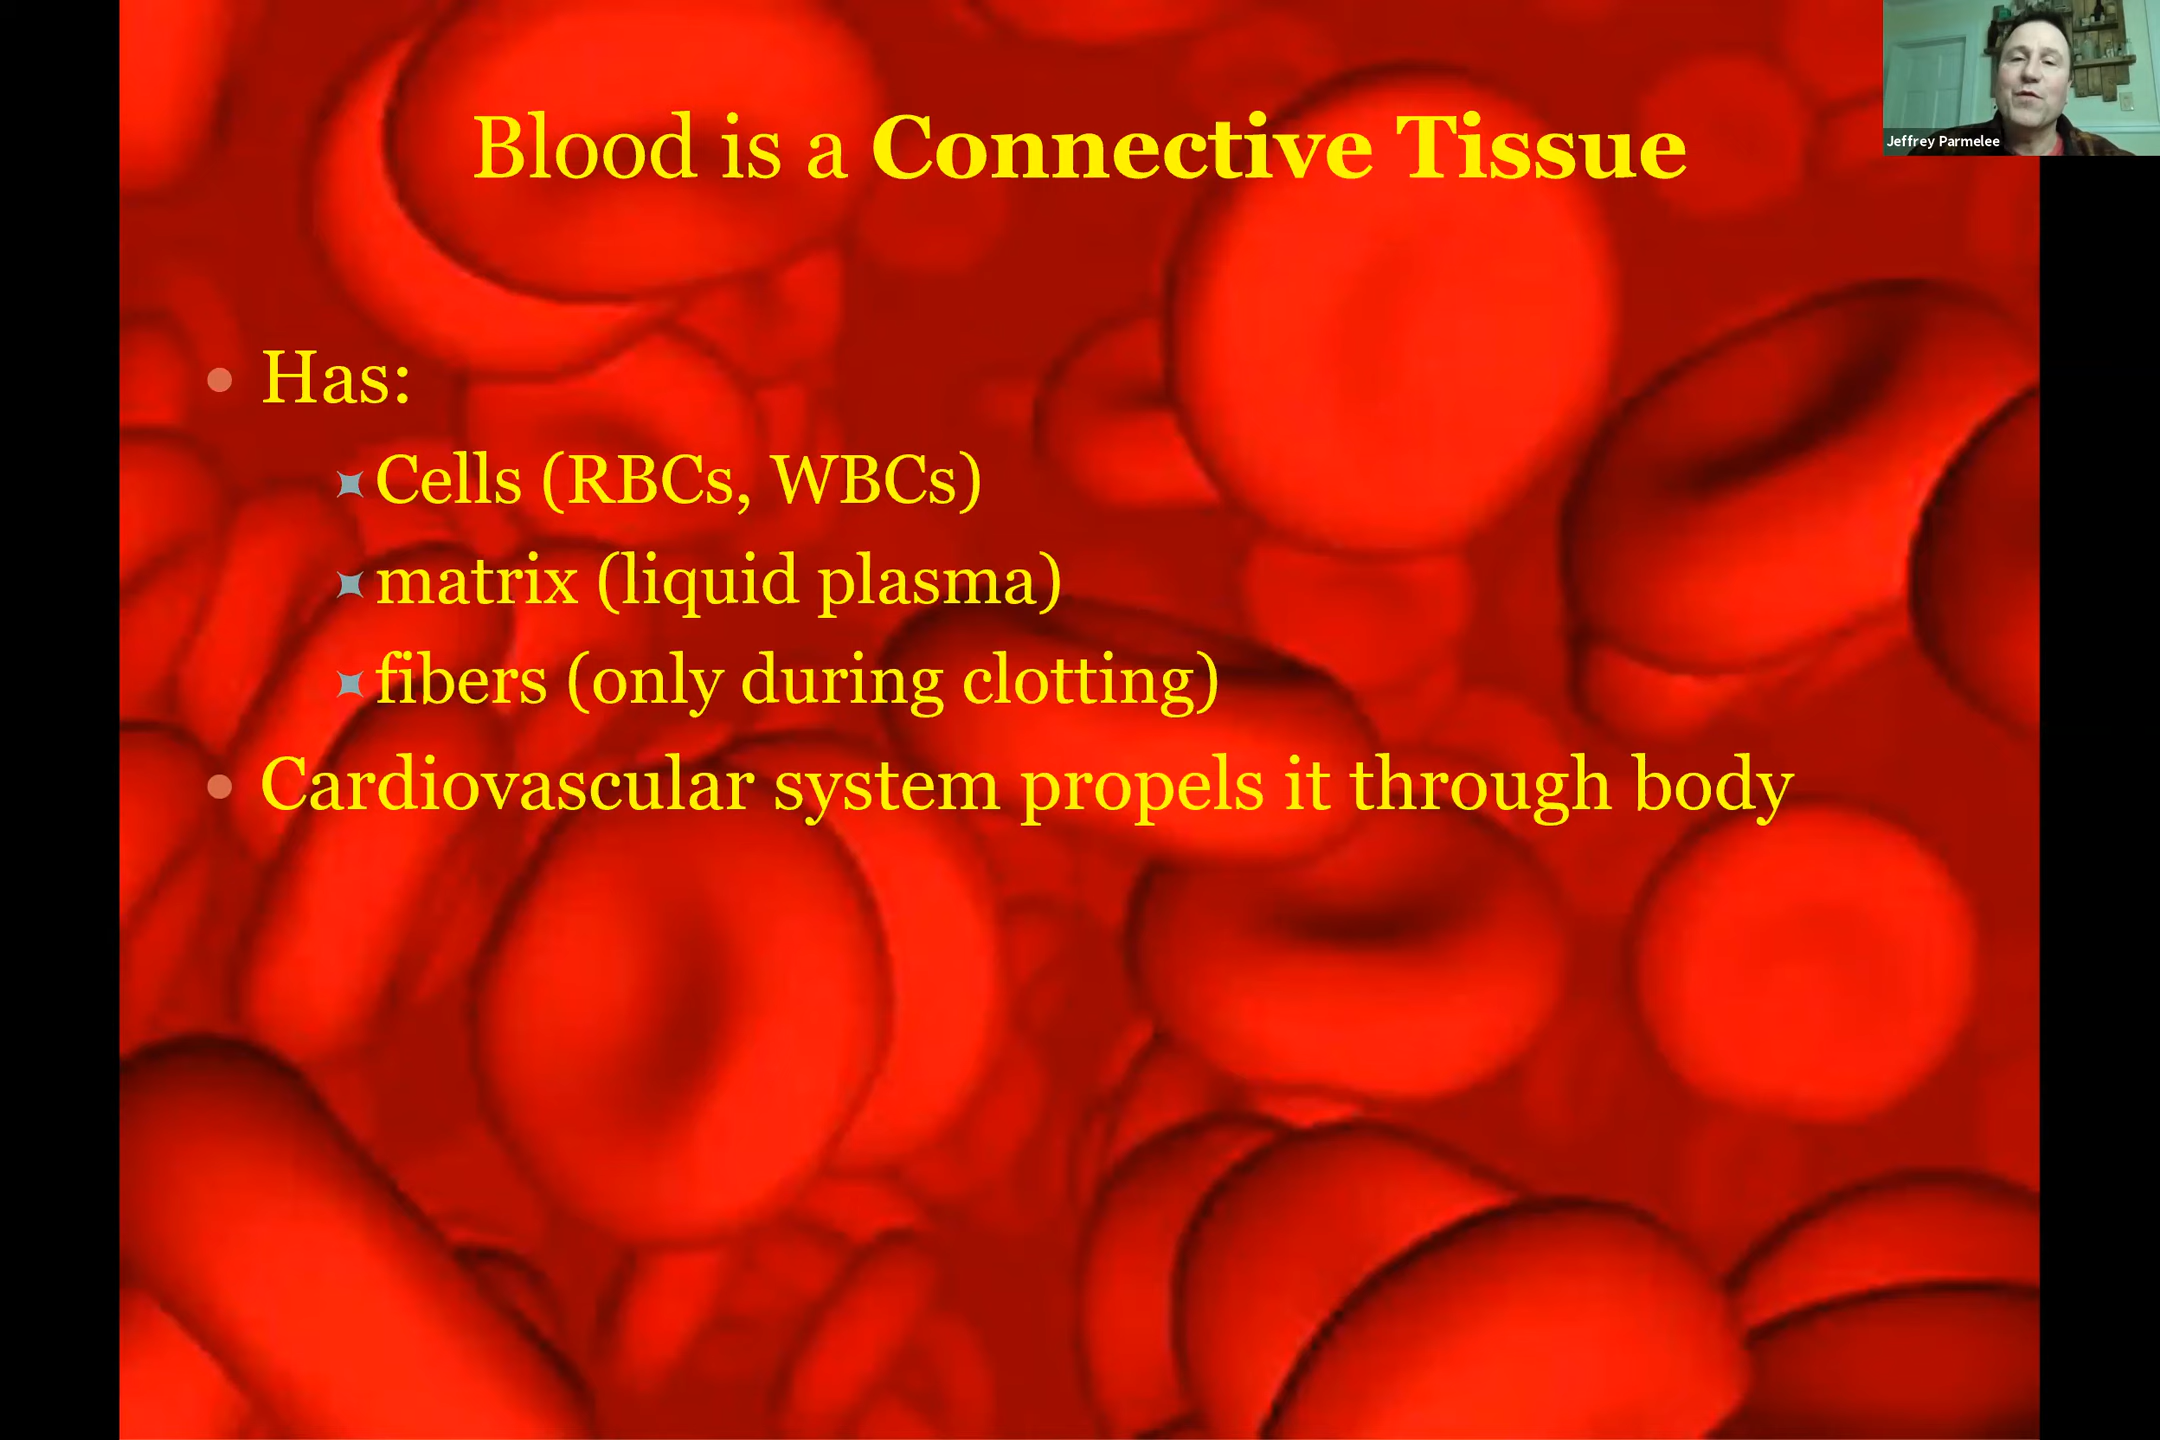 Blood is a Connective Tissue
Jeffrey Parmelee
• Has:
Cells (RBCs, WBCs)
matrix (liquid plasma)
fibers (only during clotting)
• Cardiovascular system propels it through body